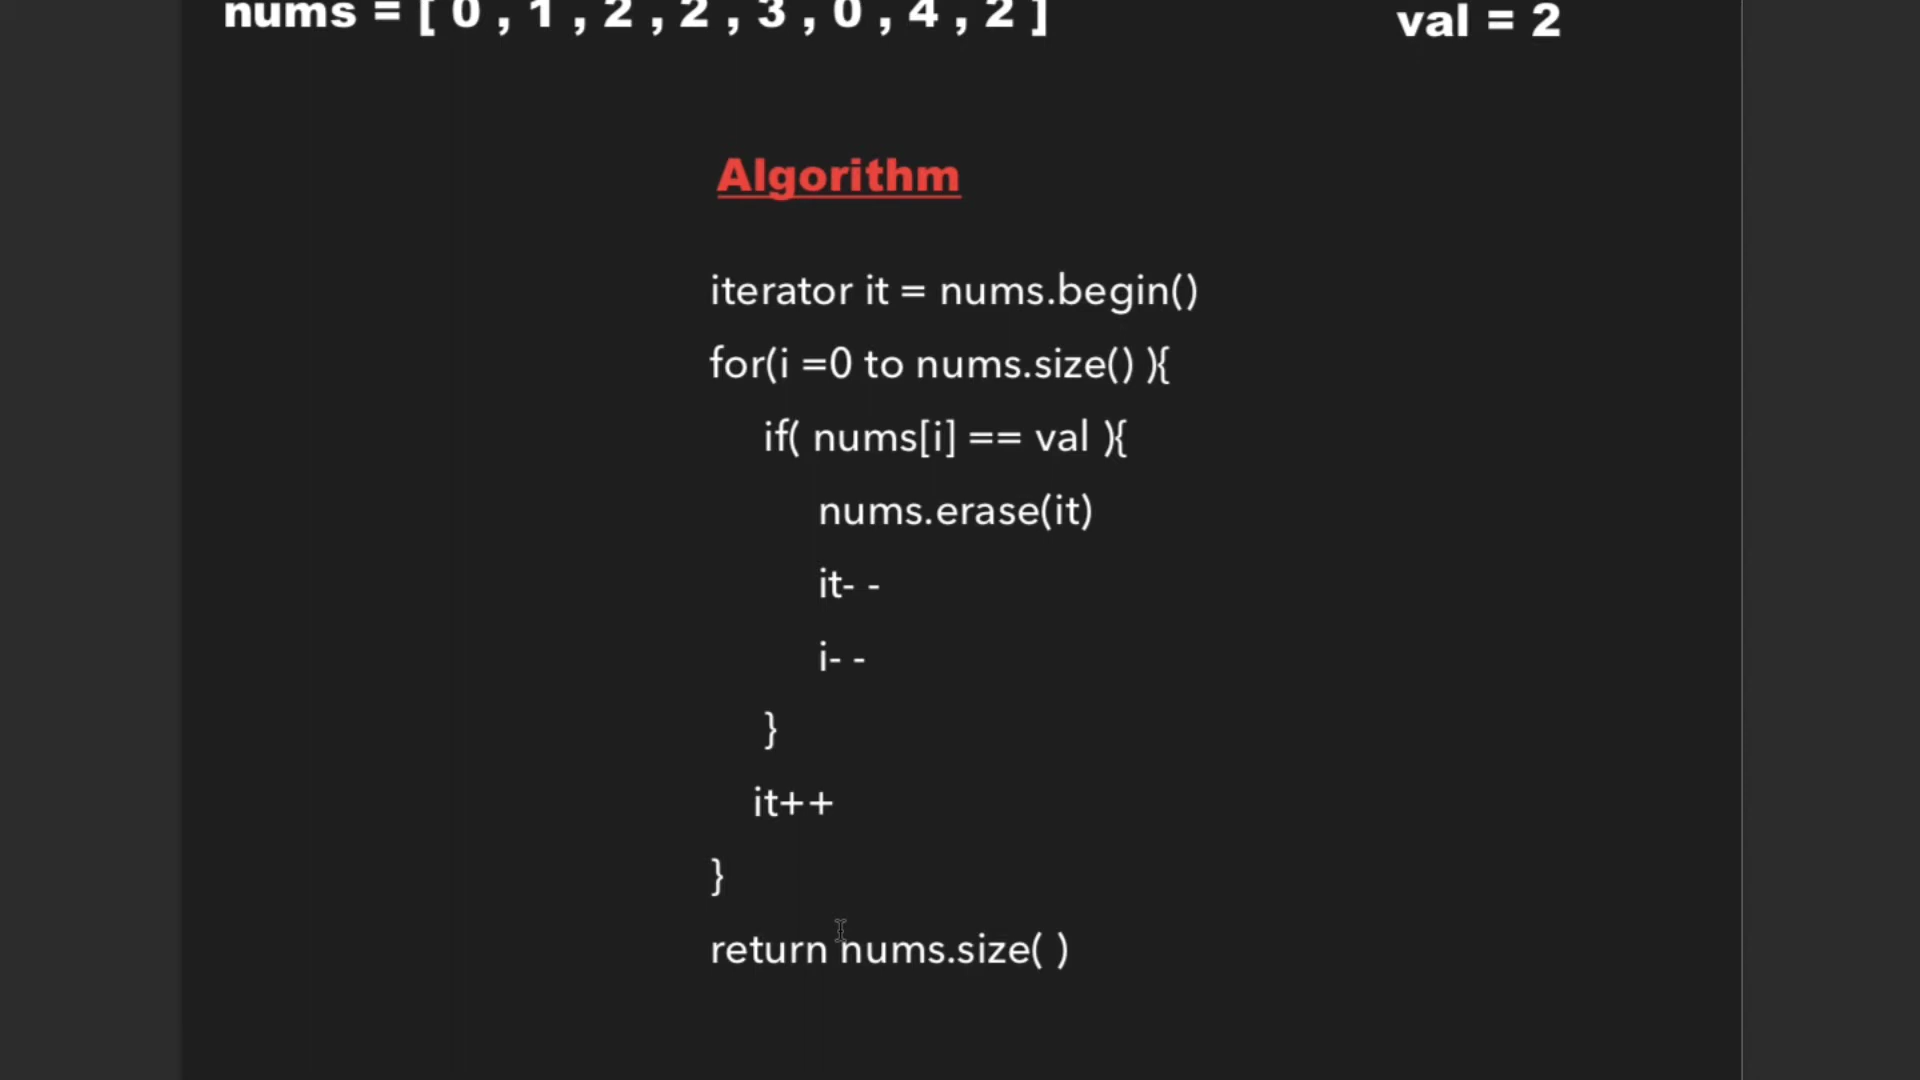 nums = [ 0 , 1 , 2 , 2 , 3 , 0 , 4 , 2 ]
val = 2
Algorithm
iterator it = nums.begin()
for(i =0 to nums.size() ){
if( nums[i] == val ){
nums.erase(it)
it- -
i- -
}
it++
}
return nums.size( )